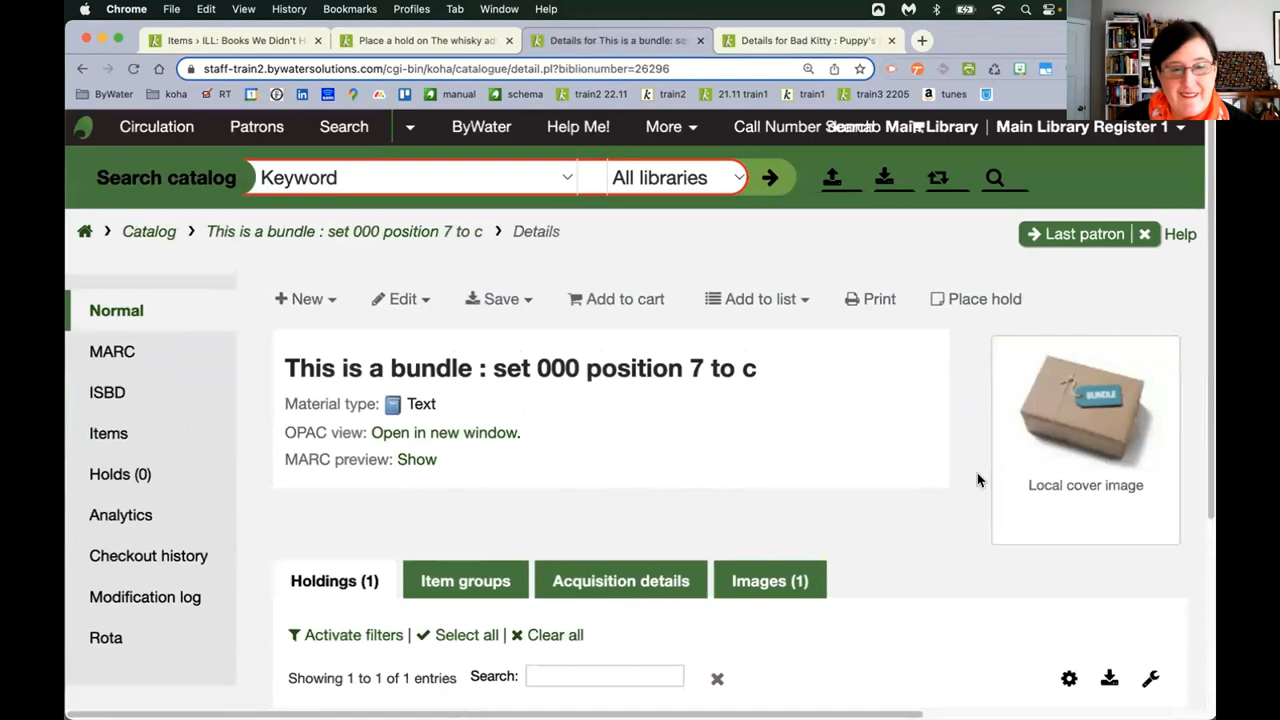 Chrome File Edit View History Bookmarks Profiles Tab Window Help
Items › ILL: Books We Didn't H Place a hold on The whisky ad Details for This is a bundle: se Details for Bad Kitty : Puppy's
staff-train2.bywatersolutions.com/cgi-bin/koha/catalogue/detail.pl?biblionumber=26296
ByWater koha RT manual schema train2 22.11 train2 21.11 train1 train1 train3 2205 tunes
Circulation Patrons Search ByWater Help Me! More Call Number Main Library | Main Library Register 1
Search catalog Keyword All libraries
Catalog This is a bundle : set 000 position 7 to c Details
Last patron Help
New Edit Save Add to cart Add to list Print Place hold
Normal
MARC
ISBD
Items
Holds (0)
Analytics
Checkout history
Modification log
Rota
This is a bundle : set 000 position 7 to c
Material type: Text
OPAC view: Open in new window.
MARC preview: Show
BUNDLE
Local cover image
Holdings (1) Item groups Acquisition details Images (1)
Activate filters | Select all | Clear all
Showing 1 to 1 of 1 entries Search: